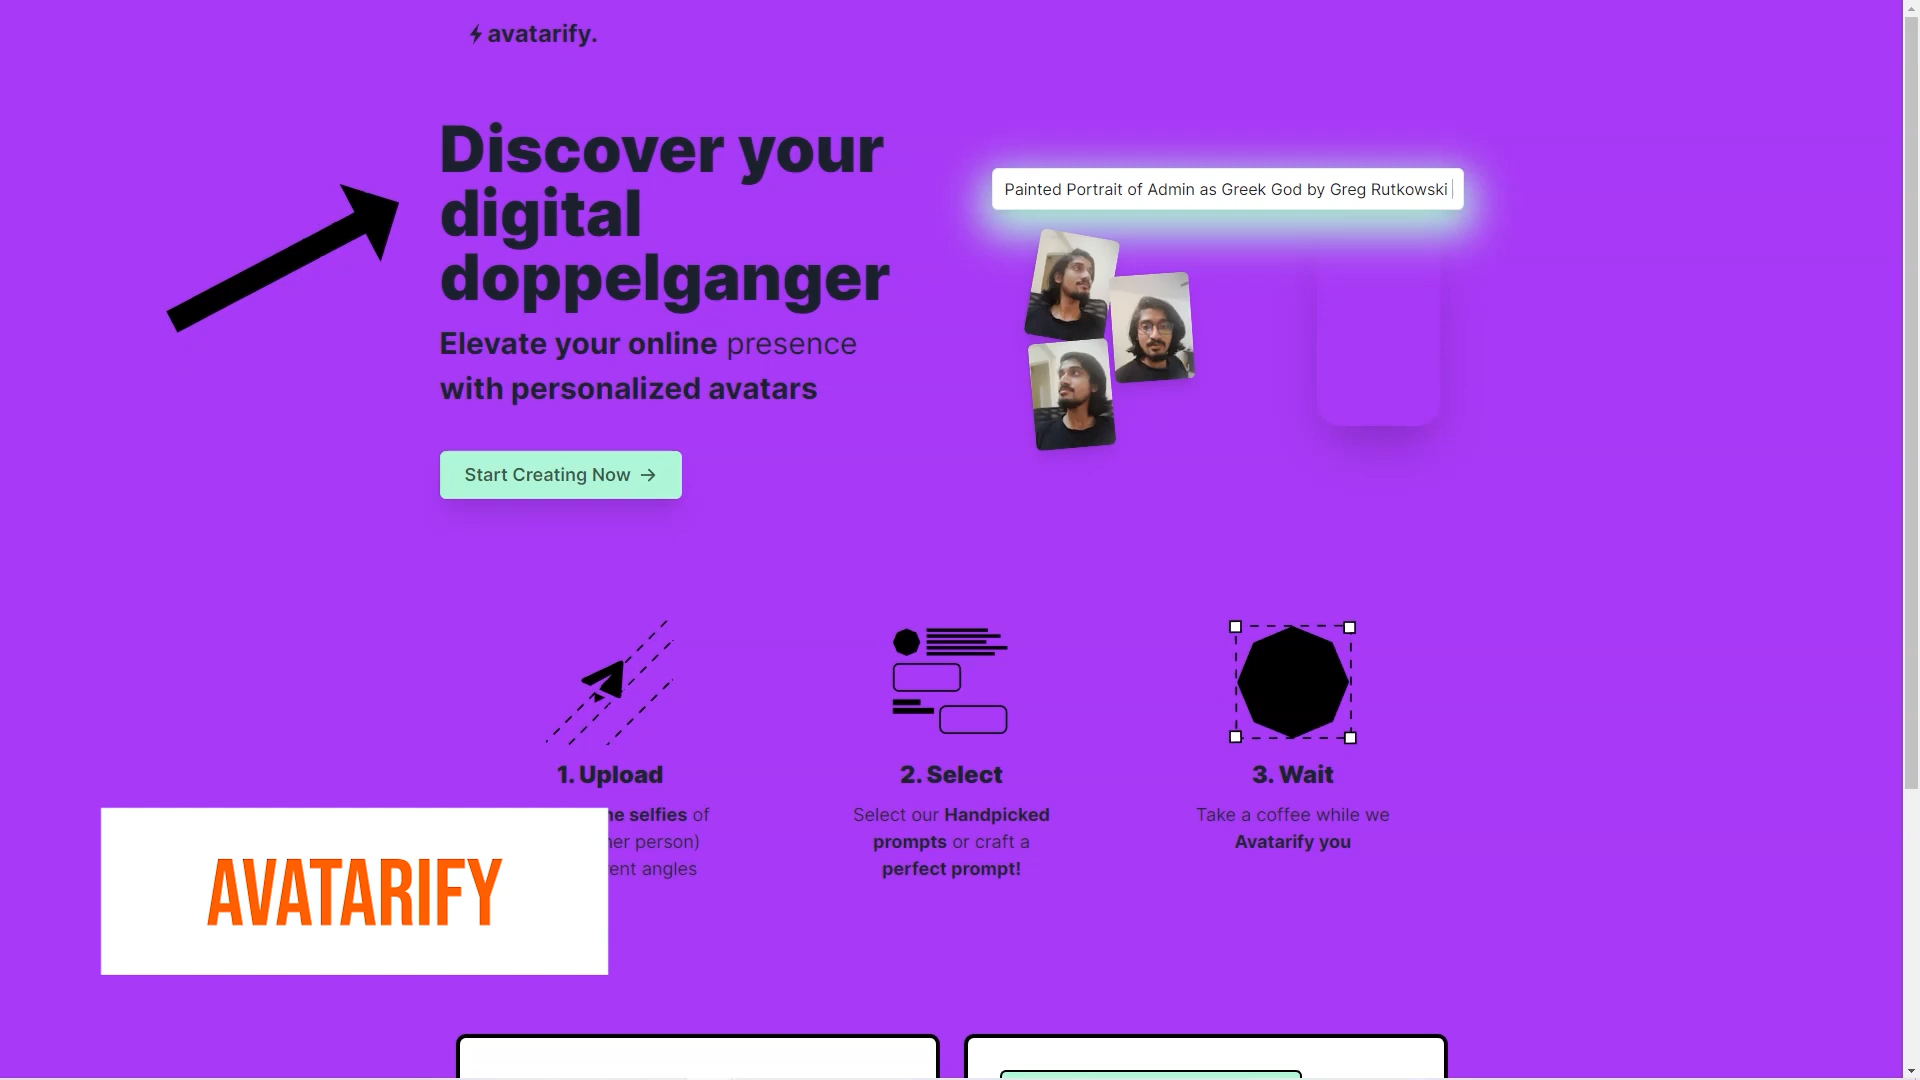 avatarify.
Discover your
digital
doppelganger
Elevate your online presence
with personalized avatars
Start Creating Now →
Painted Portrait of Admin as Greek God by Greg Rutkowski
1. Upload
selfies of
person)
angles
2. Select
Select our Handpicked
prompts or craft a
perfect prompt!
3. Wait
Take a coffee while we
Avatarify you
AVATARIFY